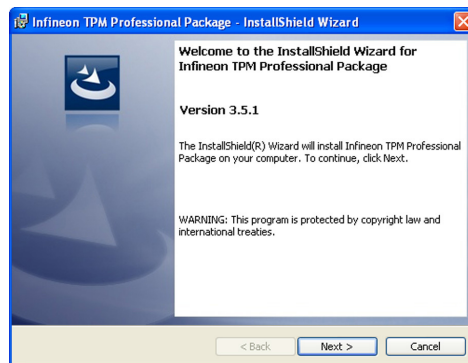 Infineon TPM Professional Package - InstallShield Wizard
Welcome to the InstallShield Wizard for
Infineon TPM Professional Package
Version 3.5.1
The InstallShield(R) Wizard will install Infineon TPM Professional
Package on your computer. To continue, click Next.
WARNING: This program is protected by copyright law and
international treaties.
< Back Next > Cancel